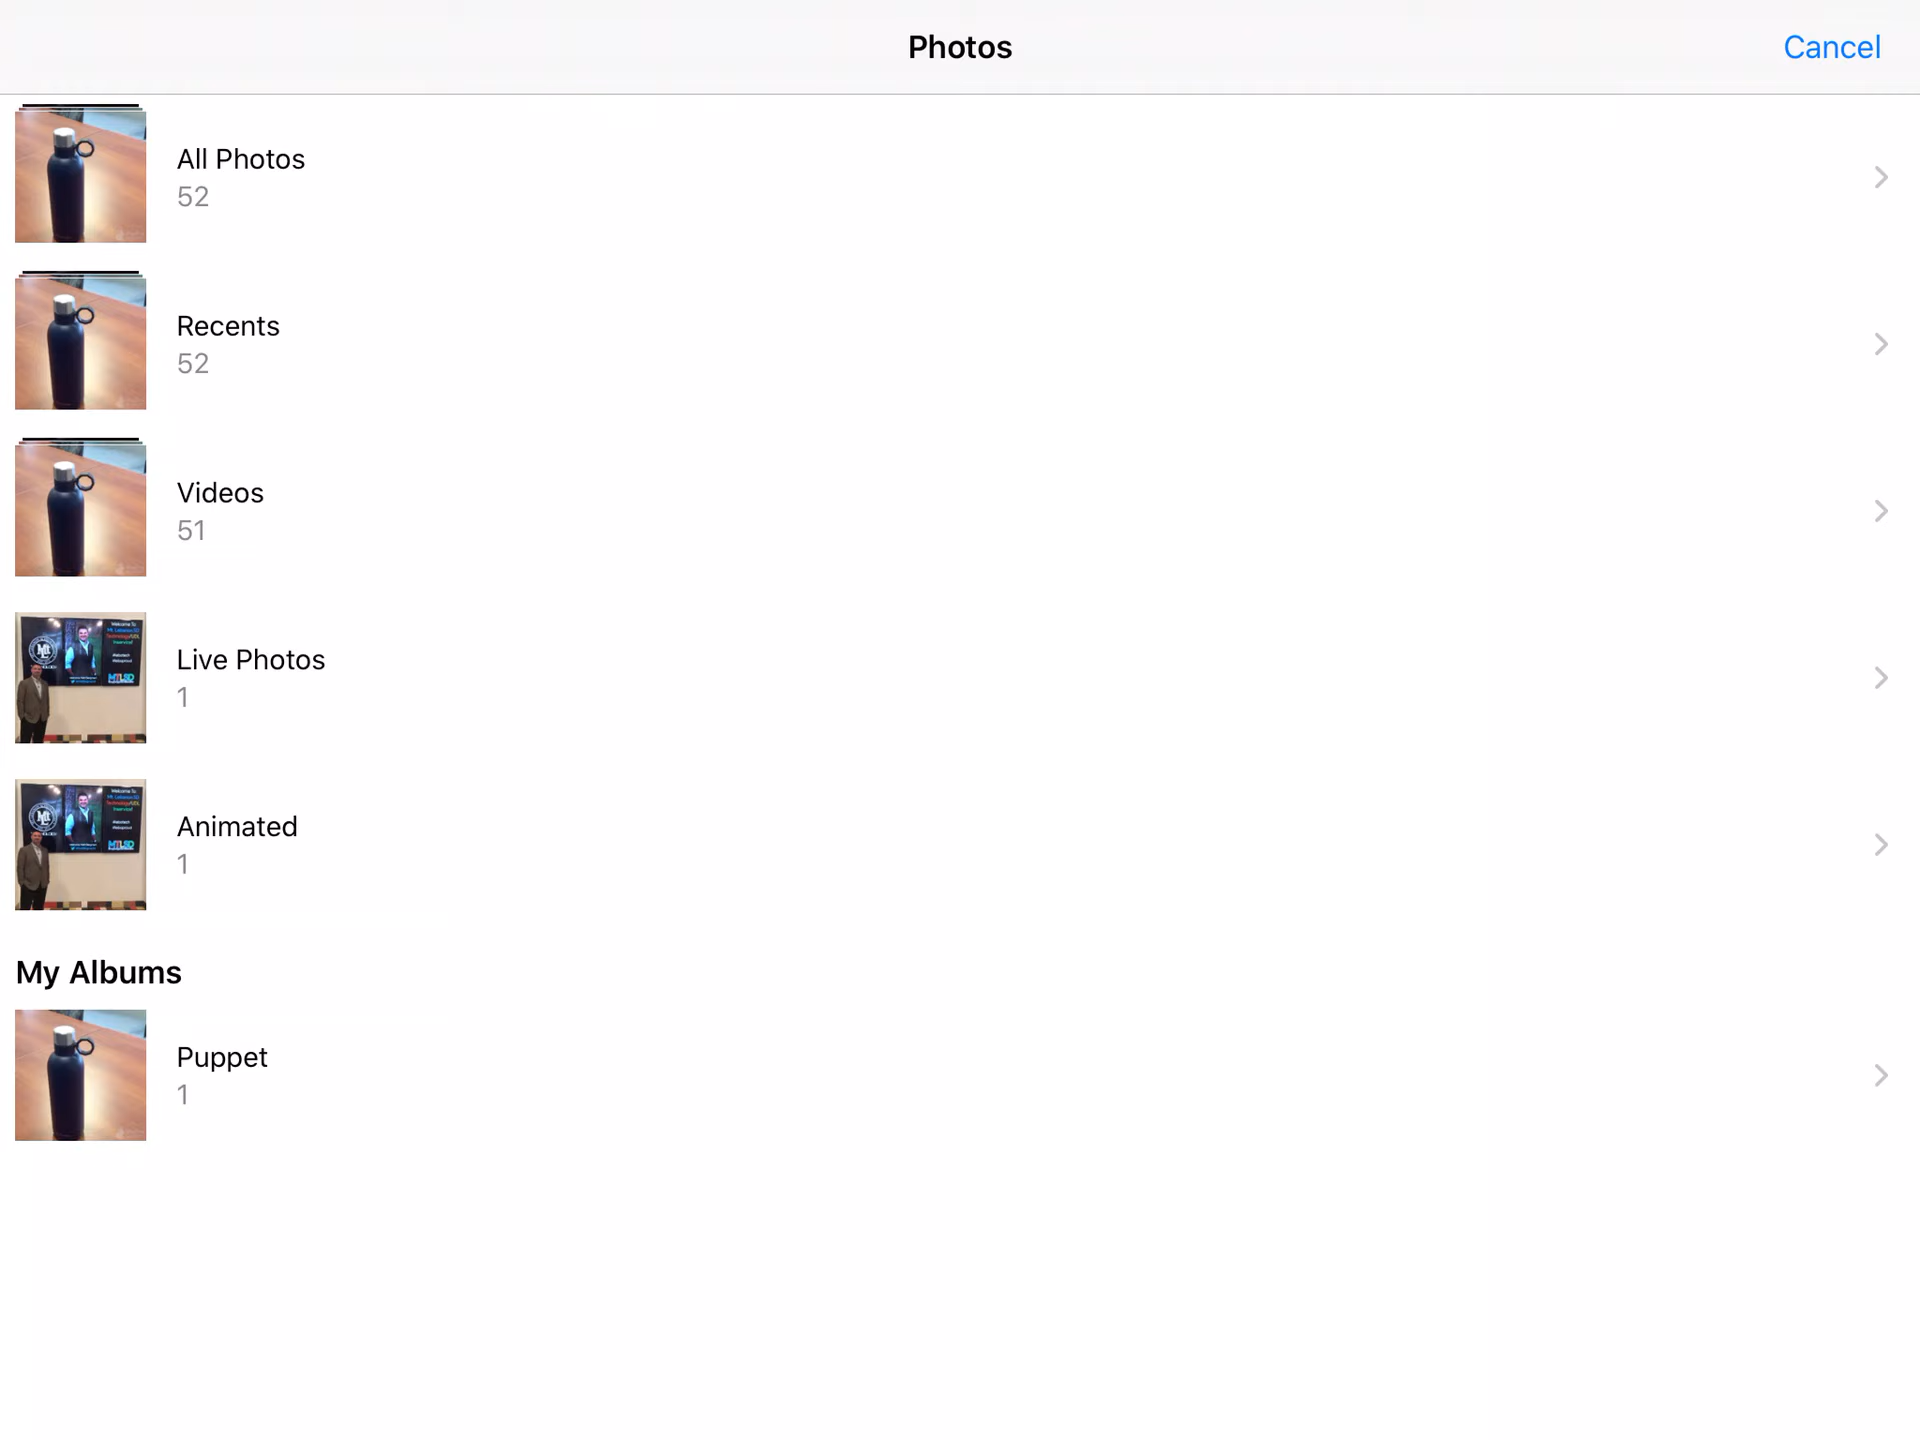 Photos
Cancel
All Photos
52
Recents
52
Videos
51
Live Photos
1
Animated
1
My Albums
Puppet
1